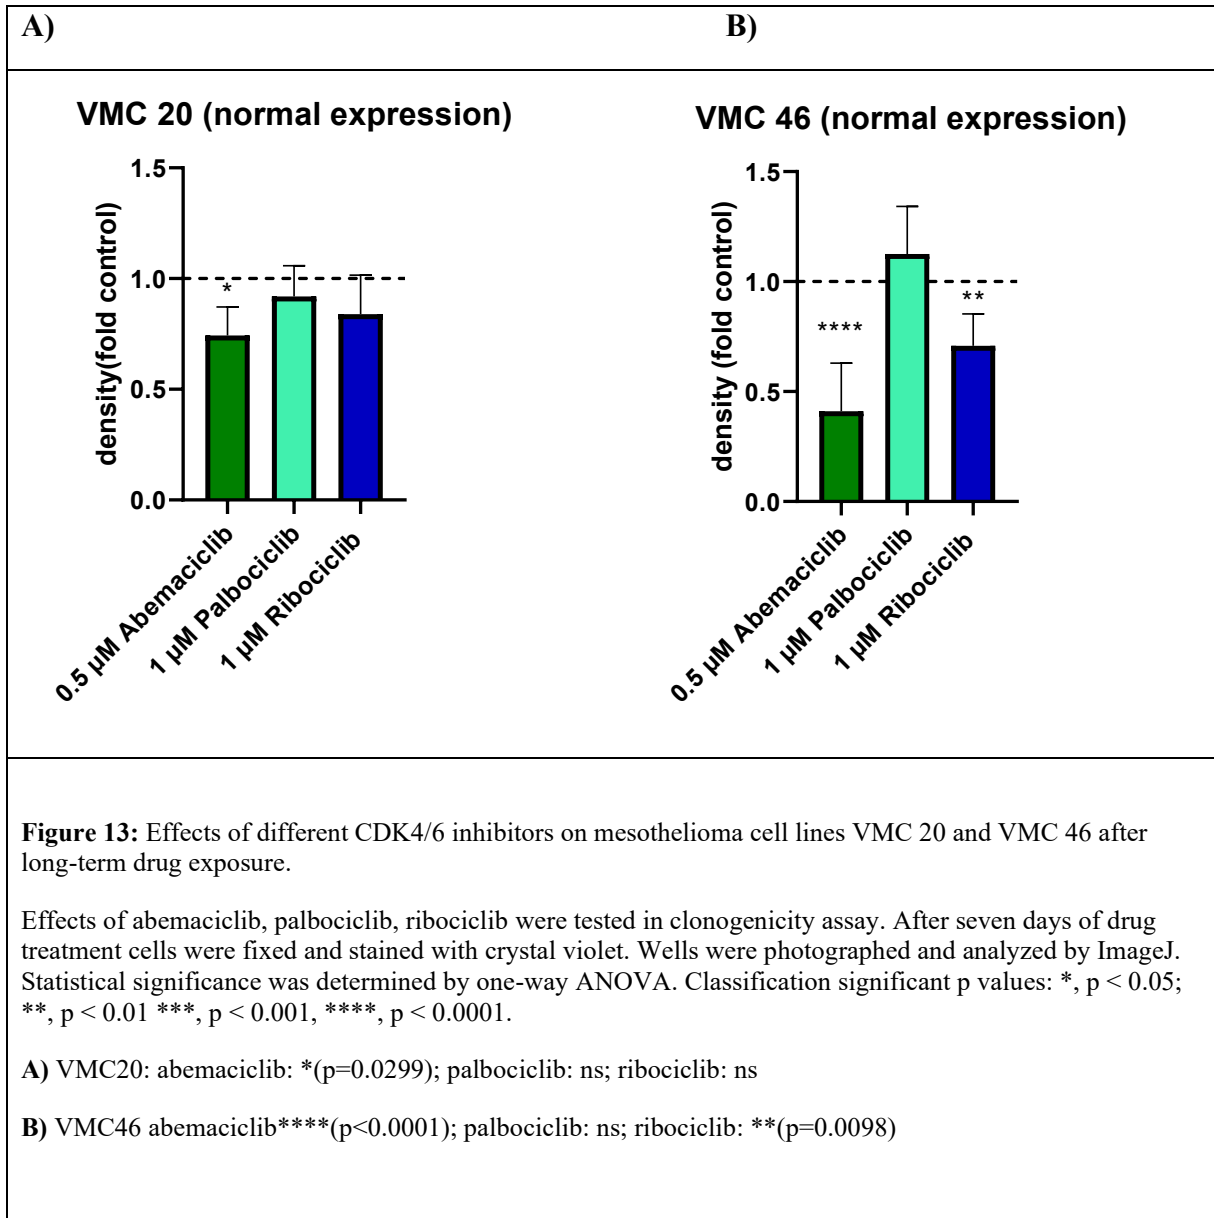 A)
B)
VMC 20 (normal expression)
density(fold control)
1.5
1.0
0.5
0.0
*
0.5 µM Abemaciclib
1 µM Palbociclib
1 µM Ribociclib
VMC 46 (normal expression)
density (fold control)
1.5
1.0
0.5
0.0
****
**
0.5 µM Abemaciclib
1 µM Palbociclib
1 µM Ribociclib
Figure 13: Effects of different CDK4/6 inhibitors on mesothelioma cell lines VMC 20 and VMC 46 after
long-term drug exposure.
Effects of abemaciclib, palbociclib, ribociclib were tested in clonogenicity assay. After seven days of drug
treatment cells were fixed and stained with crystal violet. Wells were photographed and analyzed by ImageJ.
Statistical significance was determined by one-way ANOVA. Classification significant p values: *, p < 0.05;
**, p < 0.01 ***, p < 0.001, ****, p < 0.0001.
A) VMC20: abemaciclib: *(p=0.0299); palbociclib: ns; ribociclib: ns
B) VMC46 abemaciclib****(p<0.0001); palbociclib: ns; ribociclib: **(p=0.0098)